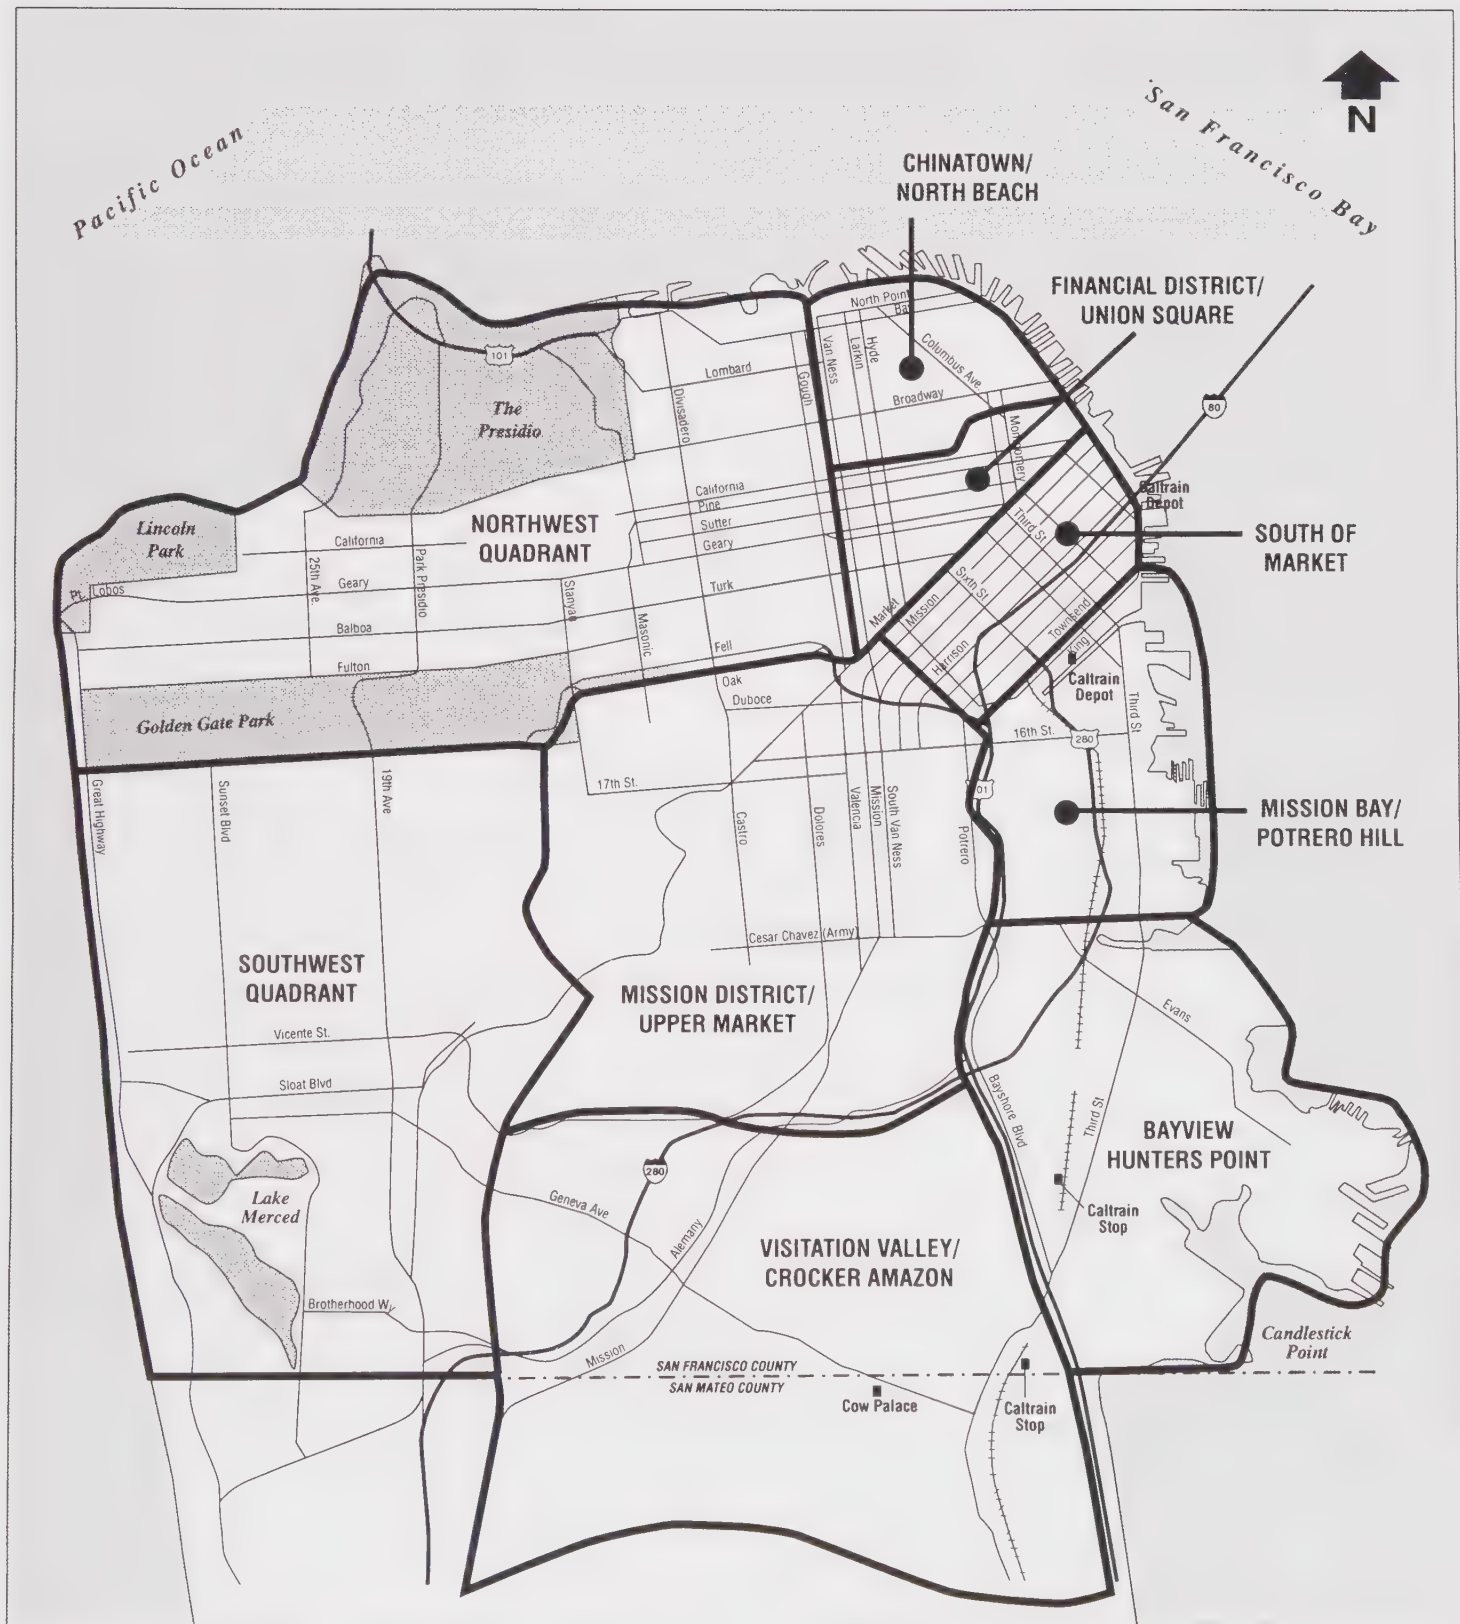 Pacific Ocean
San Francisco Bay
N
CHINATOWN/
NORTH BEACH
FINANCIAL DISTRICT/
UNION SQUARE
80
North Point
Bay
Columbus Ave.
Hyde
Larkin
Van Ness
Gough
Lombard
Broadway
Divisadero
Montgomery
101
The
Presidio
California
Pine
Sutter
Geary
Turk
NORTHWEST
QUADRANT
Lincoln
Park
California
Geary
Balboa
Fulton
Pt. Lobos
25th Ave.
Park Presidio
Stanyan
Masonic
Fell
Oak
Duboce
Golden Gate Park
Caltrain
Depot
SOUTH OF
MARKET
Third St
Sixth St
Market
Mission
Harrison
Townsend
King
Caltrain
Depot
Third St
16th St.
280
17th St.
01
MISSION BAY/
POTRERO HILL
Great Highway
Sunset Blvd
19th Ave
Castro
Dolores
Valencia
Mission
South Van Ness
Potrero
Cesar Chavez (Army)
SOUTHWEST
QUADRANT
MISSION DISTRICT/
UPPER MARKET
Evans
Vicente St.
Sloat Blvd
Bayshore Blvd
Third St
BAYVIEW
HUNTERS POINT
Lake
Merced
280
Geneva Ave
Alemany
Caltrain
Stop
VISITATION VALLEY/
CROCKER AMAZON
Brotherhood Wy
Mission
Candlestick
Point
SAN FRANCISCO COUNTY
SAN MATEO COUNTY
Cow Palace
Caltrain
Stop